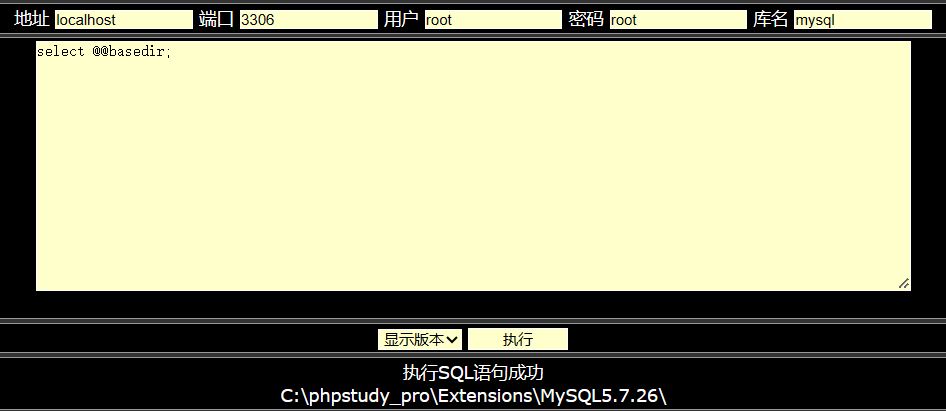 地址 localhost 端口 3306 用户 root 密码 root 库名 mysql
select @@basedir;
显示版本 执行
执行SQL语句成功
C:\phpstudy_pro\Extensions\MySQL5.7.26\